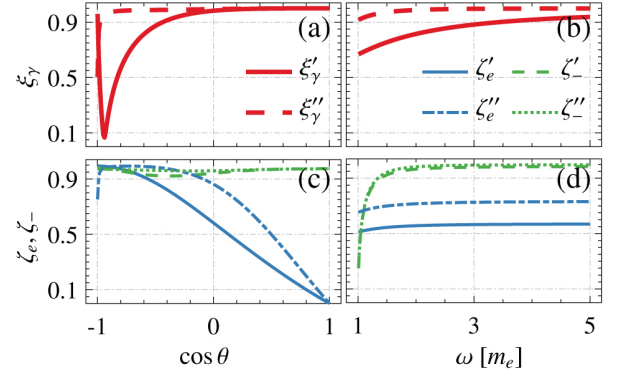 (a) (b)
0.9
ξγ 0.5
0.1
ξ′γ
ξ″γ
ζ′e ζ′−
ζ″e ζ″−
(c) (d)
0.9
ζe, ζ− 0.5
0.1
-1 0 1 1 3 5
cos θ ω [me]